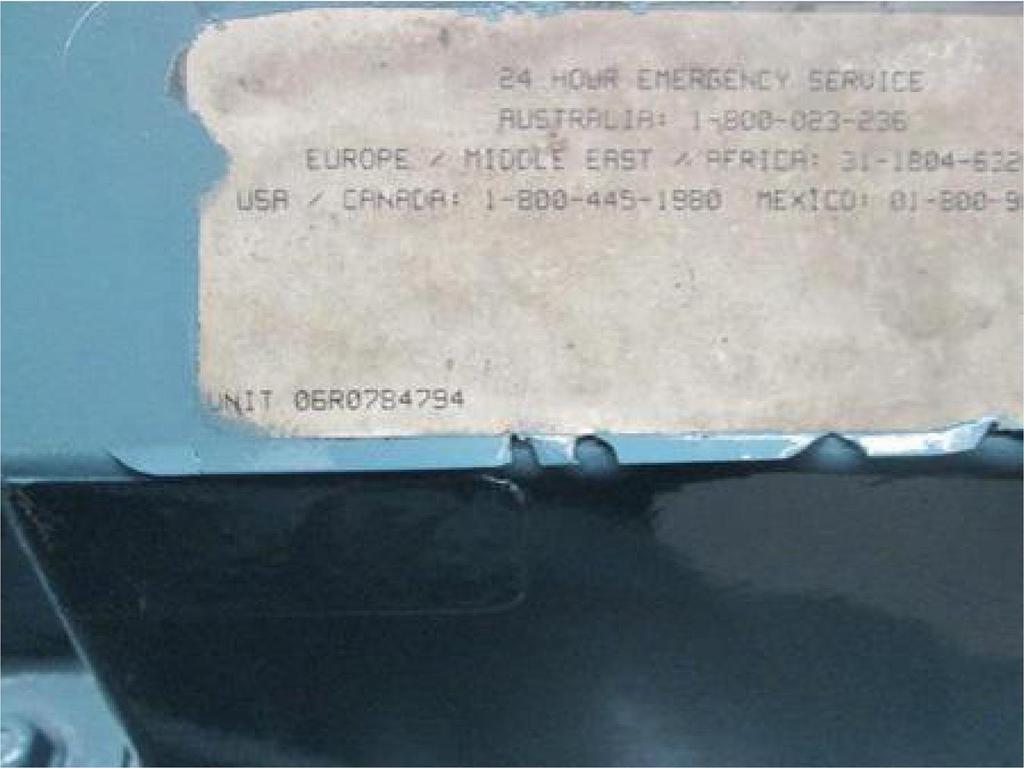 24 HOUR EMERGENCY SERVICE
AUSTRALIA: 1-800-023-236
EUROPE / MIDDLE EAST / AFRICA: 31-1804-632
USA / CANADA: 1-800-445-1980 MEXICO: 01-800-9
UNIT 06R0784794